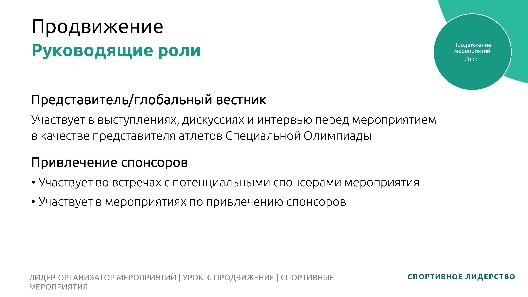 Продвижение
Руководящие роли
Продвижение
мероприятий
Представитель/глобальный вестник
Участвует в выступлениях, дискуссиях и интервью перед мероприятием
в качестве представителя атлетов Специальной Олимпиады
Привлечение спонсоров
• Участвует во встречах с потенциальными спонсорами мероприятия
• Участвует в мероприятиях по привлечению спонсоров
ЛИДЕР-ОРГАНИЗАТОР МЕРОПРИЯТИЙ | УРОК 3. ПРОДВИЖЕНИЕ | СПОРТИВНЫЕ
МЕРОПРИЯТИЯ
СПОРТИВНОЕ ЛИДЕРСТВО